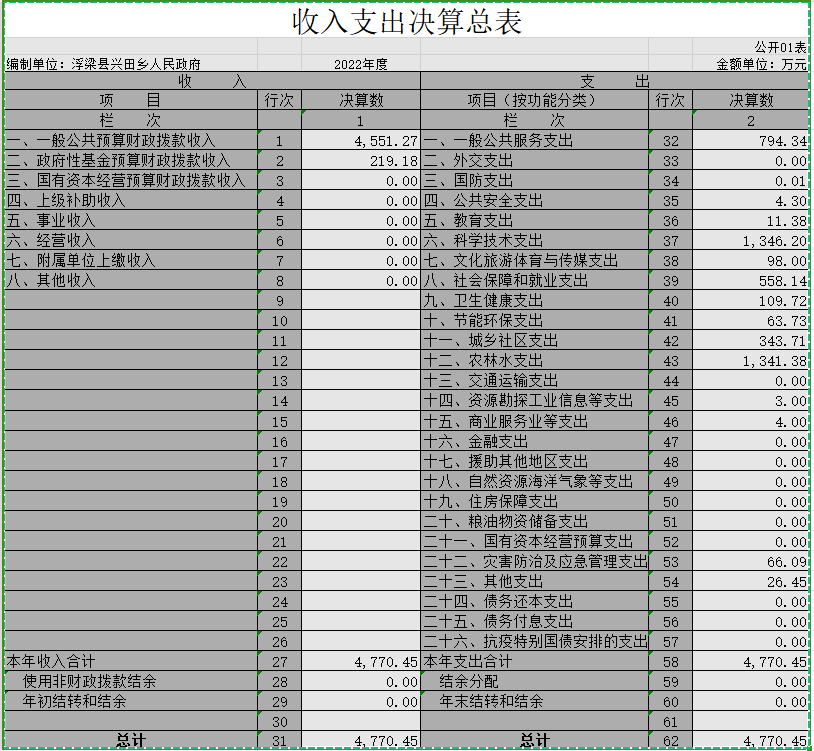 收入支出决算总表
公开01表
编制单位：浮梁县兴田乡人民政府 2022年度 金额单位：万元
收 入 支 出
项 目 行次 决算数 项目（按功能分类） 行次 决算数
栏 次 1 栏 次 2
一、一般公共预算财政拨款收入 1 4,551.27 一、一般公共服务支出 32 794.34
二、政府性基金预算财政拨款收入 2 219.18 二、外交支出 33 0.00
三、国有资本经营预算财政拨款收入 3 0.00 三、国防支出 34 0.01
四、上级补助收入 4 0.00 四、公共安全支出 35 4.30
五、事业收入 5 0.00 五、教育支出 36 11.38
六、经营收入 6 0.00 六、科学技术支出 37 1,346.20
七、附属单位上缴收入 7 0.00 七、文化旅游体育与传媒支出 38 98.00
八、其他收入 8 0.00 八、社会保障和就业支出 39 558.14
9 九、卫生健康支出 40 109.72
10 十、节能环保支出 41 63.73
11 十一、城乡社区支出 42 343.71
12 十二、农林水支出 43 1,341.38
13 十三、交通运输支出 44 0.00
14 十四、资源勘探工业信息等支出 45 3.00
15 十五、商业服务业等支出 46 4.00
16 十六、金融支出 47 0.00
17 十七、援助其他地区支出 48 0.00
18 十八、自然资源海洋气象等支出 49 0.00
19 十九、住房保障支出 50 0.00
20 二十、粮油物资储备支出 51 0.00
21 二十一、国有资本经营预算支出 52 0.00
22 二十二、灾害防治及应急管理支出 53 66.09
23 二十三、其他支出 54 26.45
24 二十四、债务还本支出 55 0.00
25 二十五、债务付息支出 56 0.00
26 二十六、抗疫特别国债安排的支出 57 0.00
本年收入合计 27 4,770.45 本年支出合计 58 4,770.45
使用非财政拨款结余 28 0.00 结余分配 59 0.00
年初结转和结余 29 0.00 年末结转和结余 60 0.00
30 61
总计 31 4,770.45 总计 62 4,770.45